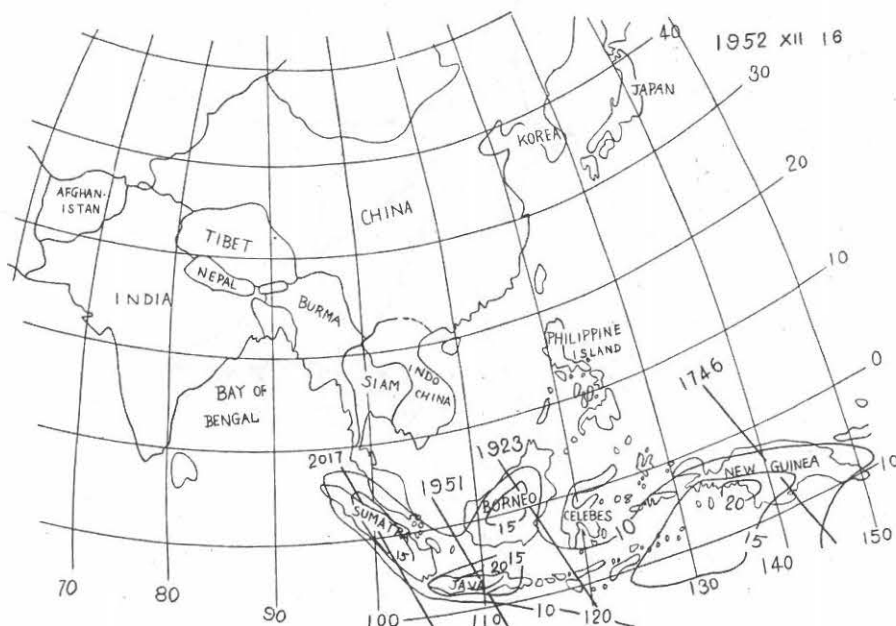 1952 XII 16
40
30
20
10
0
10
JAPAN
KOREA
AFGHAN-
ISTAN
CHINA
TIBET
NEPAL
INDIA
BURMA
PHILIPPINE
ISLAND
INDO
CHINA
SIAM
BAY OF
BENGAL
1746
2017
1923
1951
NEW GUINEA
BORNEO
15
CELEBES
SUMATRA
15
10
20
15
20 15
JAVA
70
80
90
100
110
10
120
130
140
150